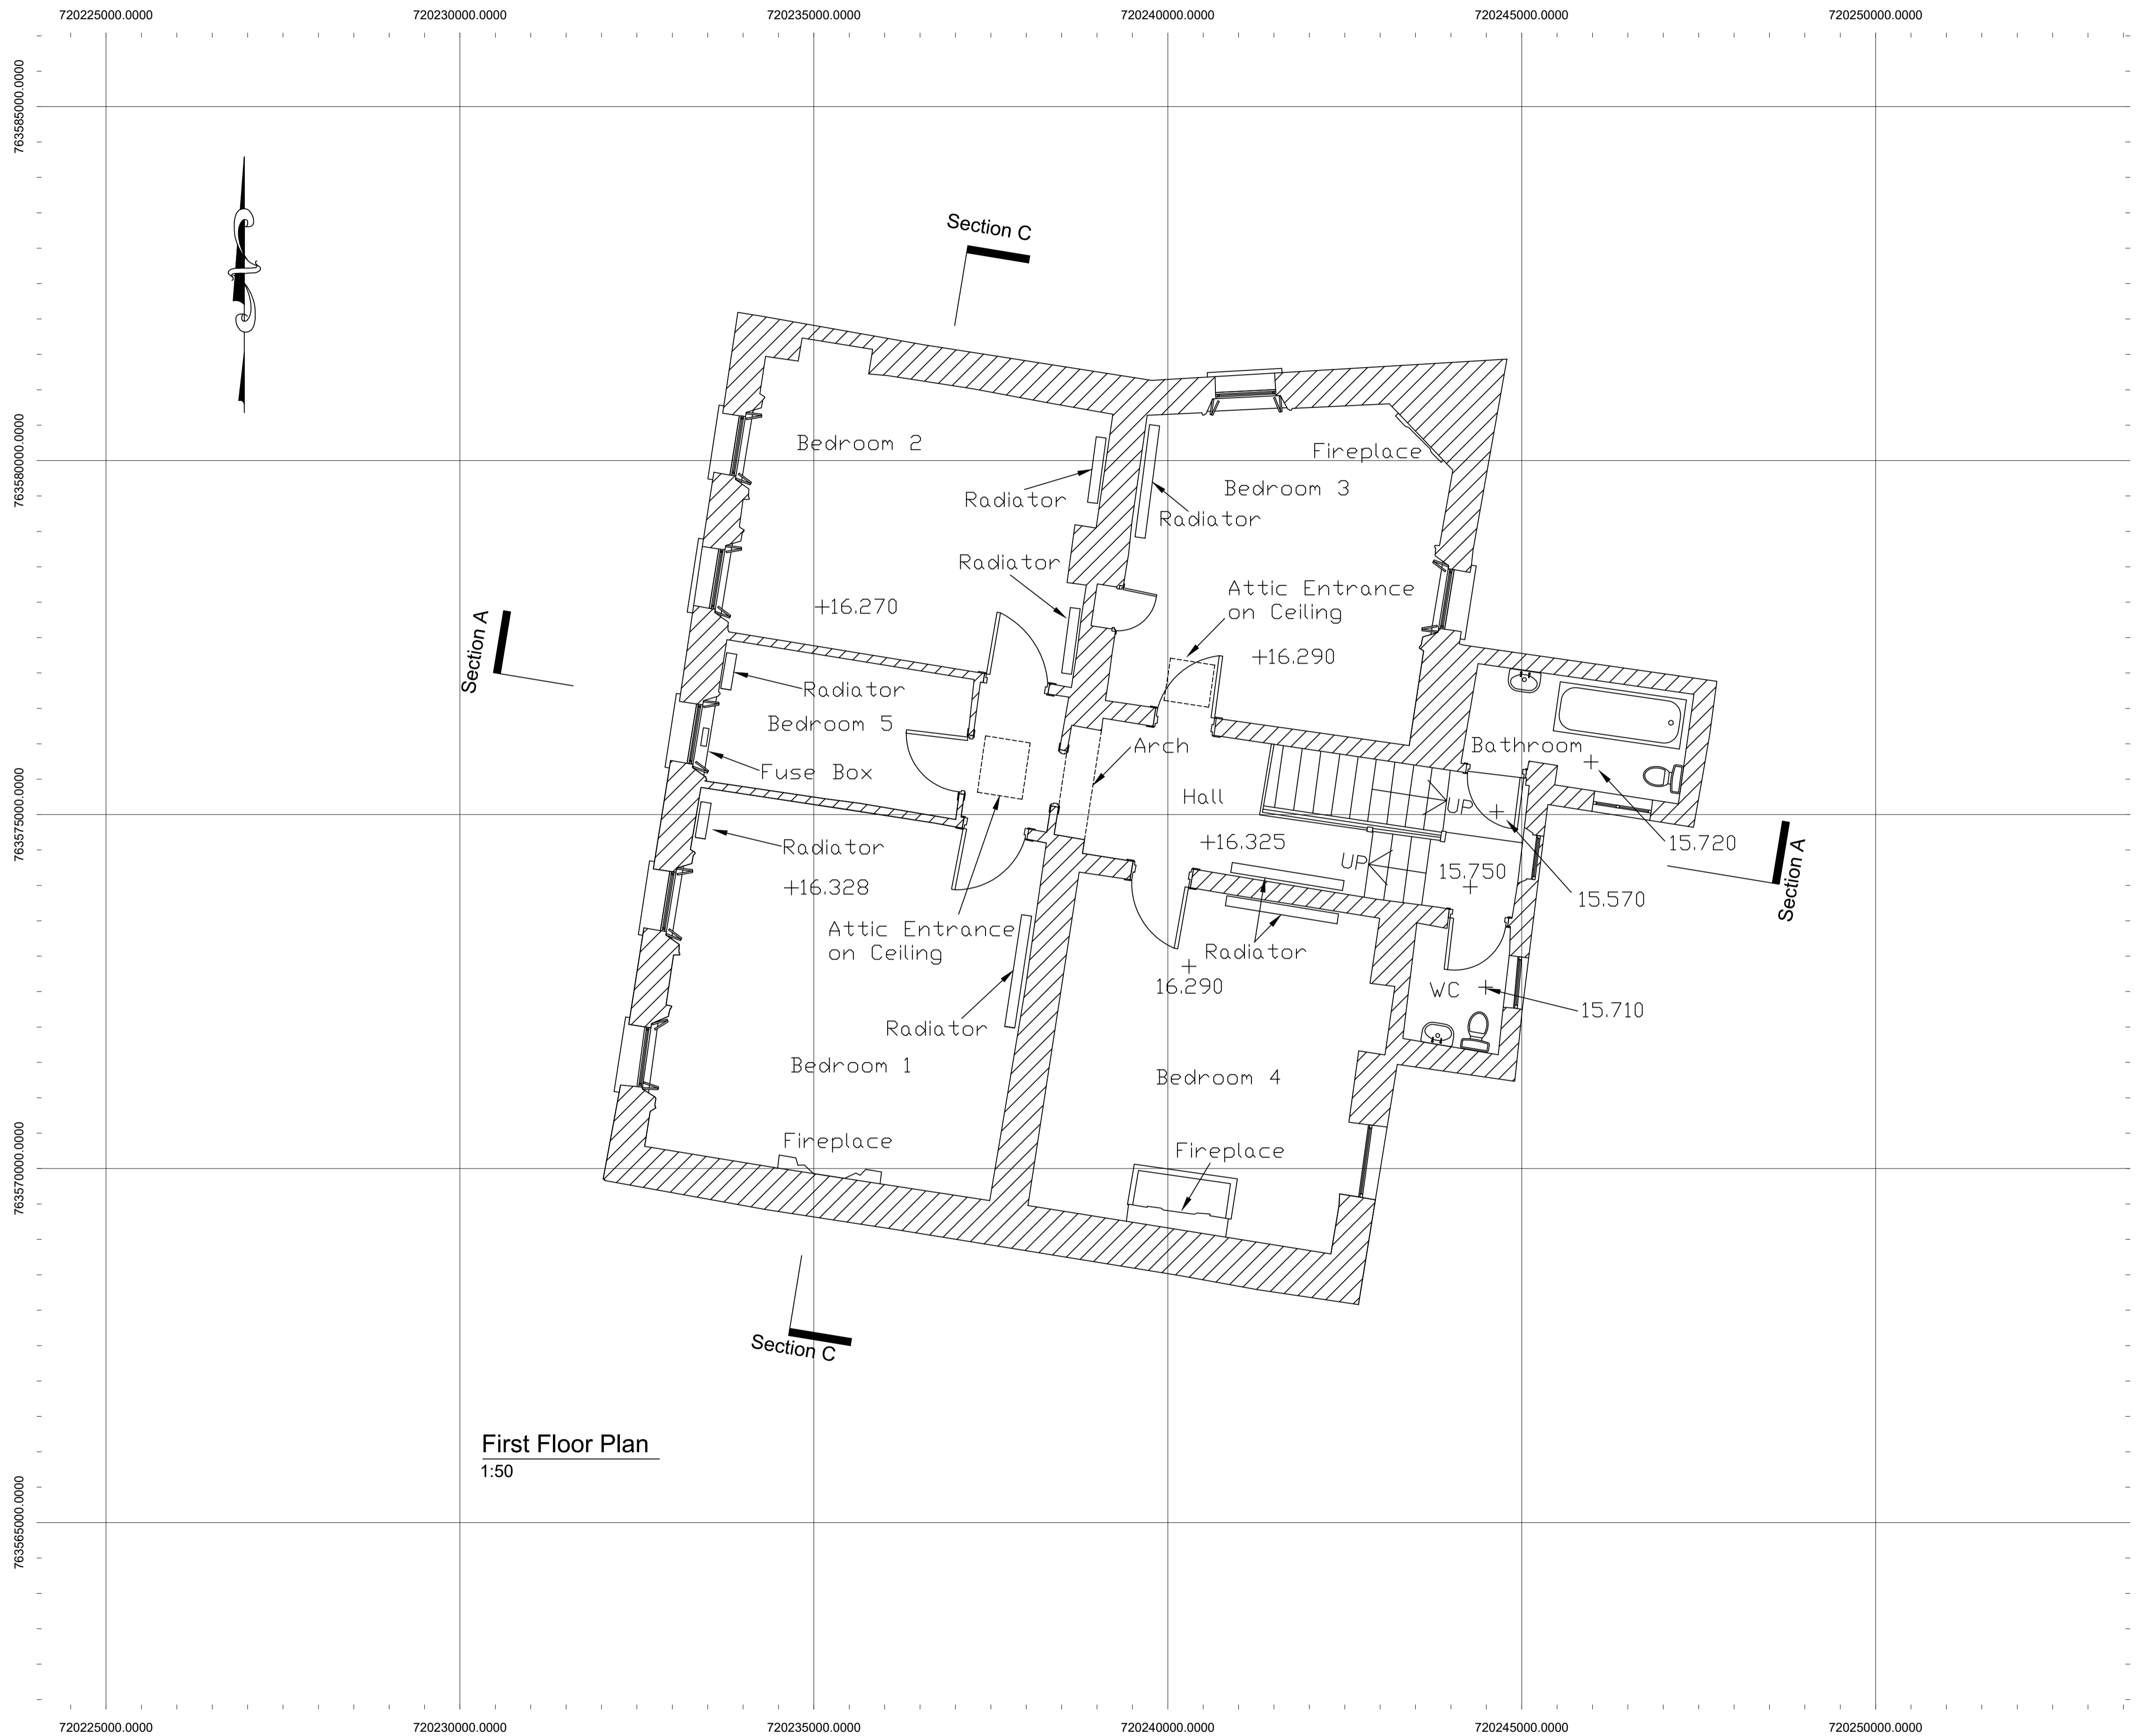 720225000.0000
720230000.0000
720235000.0000
720240000.0000
720245000.0000
720250000.0000
763585000.0000
763580000.0000
763575000.0000
763570000.0000
763565000.0000
Section C
Bedroom 2
Fireplace
Bedroom 3
Radiator
Radiator
Radiator
Attic Entrance
on Ceiling
+16.270
+16.290
Section A
Radiator
Bedroom 5
Fuse Box
Arch
Bathroom
Hall
UP
+16.325
15.720
Radiator
+16.328
UP
15.750
15.570
Section A
Attic Entrance
on Ceiling
Radiator
16.290
WC
15.710
Radiator
Bedroom 1
Bedroom 4
Fireplace
Fireplace
Section C
First Floor Plan
1:50
720225000.0000
720230000.0000
720235000.0000
720240000.0000
720245000.0000
720250000.0000